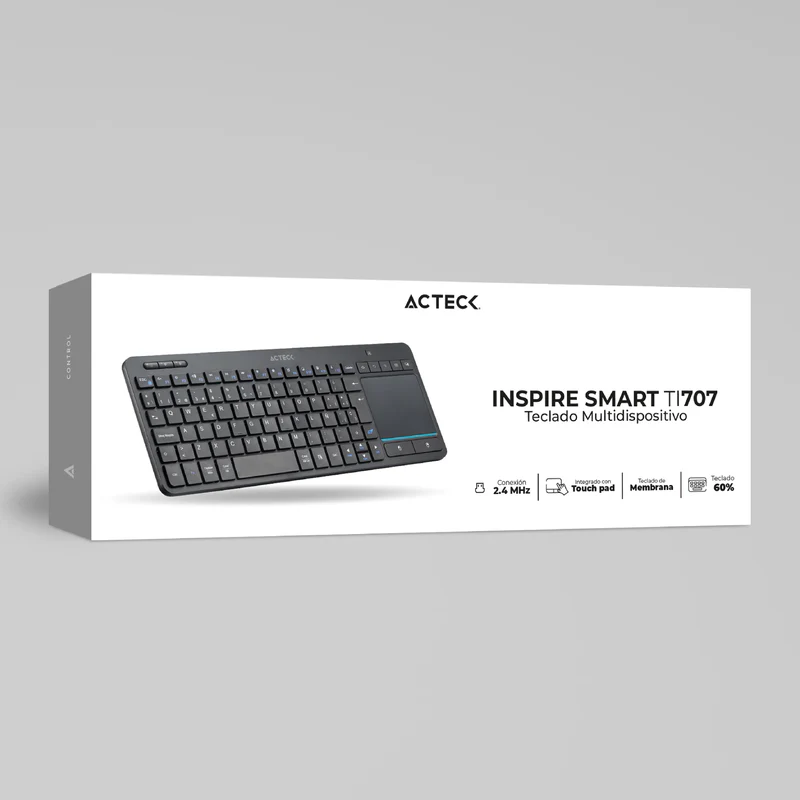 ACTECK
CONTROL
ACTECK
INSPIRE SMART TI707
Teclado Multidispositivo
Conexión
2.4 MHz
Integrado con
Touch pad
Teclado de
Membrana
Teclado
60%